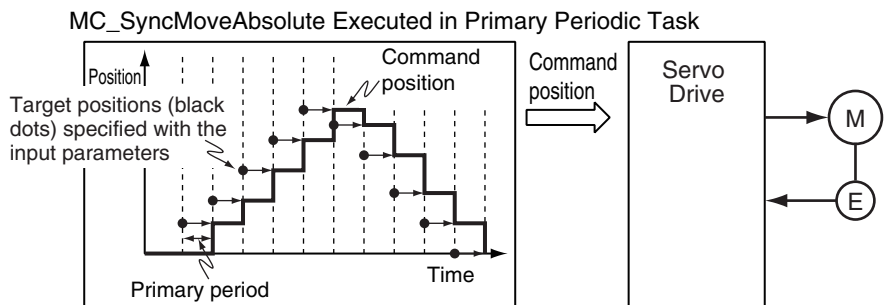 MC_SyncMoveAbsolute Executed in Primary Periodic Task
Position
Command
position
Target positions (black
dots) specified with the
input parameters
Time
Primary period
Command
position
Servo
Drive
M
E